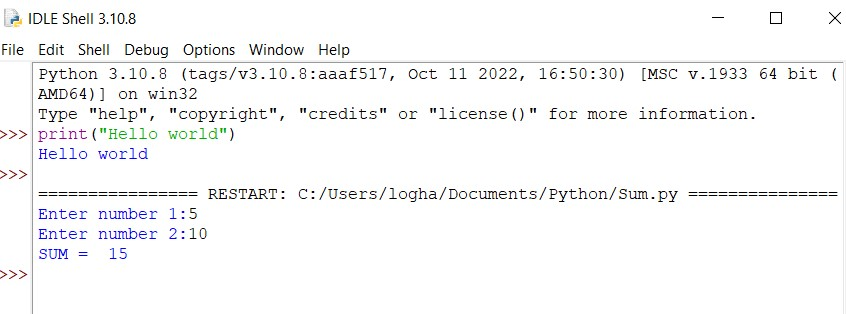 IDLE Shell 3.10.8
File Edit Shell Debug Options Window Help
Python 3.10.8 (tags/v3.10.8:aaaf517, Oct 11 2022, 16:50:30) [MSC v.1933 64 bit (
AMD64)] on win32
Type "help", "copyright", "credits" or "license()" for more information.
>>> print("Hello world")
Hello world
>>>
================ RESTART: C:/Users/logha/Documents/Python/Sum.py ===============
Enter number 1:5
Enter number 2:10
SUM =  15
>>>